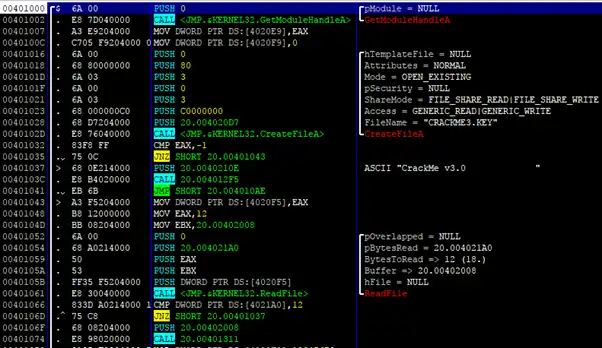 00401000 $ 6A 00 PUSH 0 pModule = NULL
00401002 . E8 7D040000 CALL <JMP.&KERNEL32.GetModuleHandleA> GetModuleHandleA
00401007 . A3 E9204000 MOV DWORD PTR DS:[4020E9],EAX
0040100C . C705 F9204000 0 MOV DWORD PTR DS:[4020F9],0
00401016 . 6A 00 PUSH 0 hTemplateFile = NULL
00401018 . 68 80000000 PUSH 80 Attributes = NORMAL
0040101D . 6A 03 PUSH 3 Mode = OPEN_EXISTING
0040101F . 6A 00 PUSH 0 pSecurity = NULL
00401021 . 6A 03 PUSH 3 ShareMode = FILE_SHARE_READ|FILE_SHARE_WRITE
00401023 . 68 000000C0 PUSH C0000000 Access = GENERIC_READ|GENERIC_WRITE
00401028 . 68 D7204000 PUSH 20.004020D7 FileName = "CRACKME3.KEY"
0040102D . E8 76040000 CALL <JMP.&KERNEL32.CreateFileA> CreateFileA
00401032 . 83F8 FF CMP EAX,-1
00401035 .v 75 0C JNZ SHORT 20.00401043
00401037 > 68 0E214000 PUSH 20.0040210E ASCII "CrackMe v3.0 "
0040103C . E8 B4020000 CALL 20.004012F5
00401041 .v EB 6B JMP SHORT 20.004010AE
00401043 > A3 F5204000 MOV DWORD PTR DS:[4020F5],EAX
00401048 . B8 12000000 MOV EAX,12
0040104D . BB 08204000 MOV EBX,20.00402008
00401052 . 6A 00 PUSH 0 pOverlapped = NULL
00401054 . 68 A0214000 PUSH 20.004021A0 pBytesRead = 20.004021A0
00401059 . 50 PUSH EAX BytesToRead => 12 (18.)
0040105A . 53 PUSH EBX Buffer => 20.00402008
0040105B . FF35 F5204000 PUSH DWORD PTR DS:[4020F5] hFile = NULL
00401061 . E8 30040000 CALL <JMP.&KERNEL32.ReadFile> ReadFile
00401066 . 833D A0214000 1 CMP DWORD PTR DS:[4021A0],12
0040106D .^ 75 C8 JNZ SHORT 20.00401037
0040106F . 68 08204000 PUSH 20.00402008
00401074 . E8 98020000 CALL 20.00401311